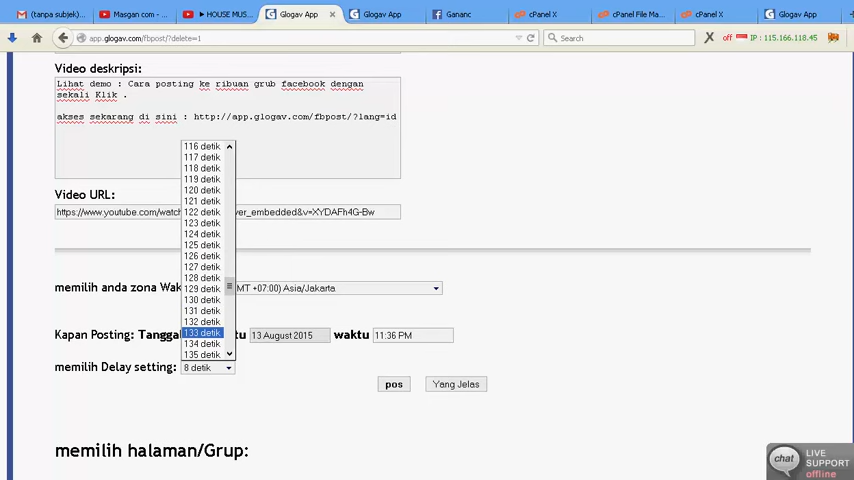 (tanpa subjek)
Masgan com -
HOUSE MUS
Glogav App ×
Glogav App
Gananc
cPanel X
cPanel File Ma
cPanel X
Glogav App
app.glogav.com/fbpost/?delete=1
Search
X off IP : 115.166.118.45
Video deskripsi:
Lihat demo : Cara posting ke ribuan grub facebook dengan
sekali Klik .
akses sekarang di sini : http://app.glogav.com/fbpost/?lang=id
116 detik
117 detik
118 detik
119 detik
120 detik
121 detik
122 detik
123 detik
124 detik
125 detik
126 detik
127 detik
128 detik
129 detik
130 detik
131 detik
132 detik
133 detik
134 detik
135 detik
Video URL:
https://www.youtube.com/watch ver_embedded&v=XYDAFh4G-Bw
memilih anda zona Wak MT +07:00) Asia/Jakarta
Kapan Posting: Tangga tu 13 August 2015 waktu 11:36 PM
memilih Delay setting: 8 detik
pos Yang Jelas
memilih halaman/Grup:
chat LIVE
SUPPORT
offline